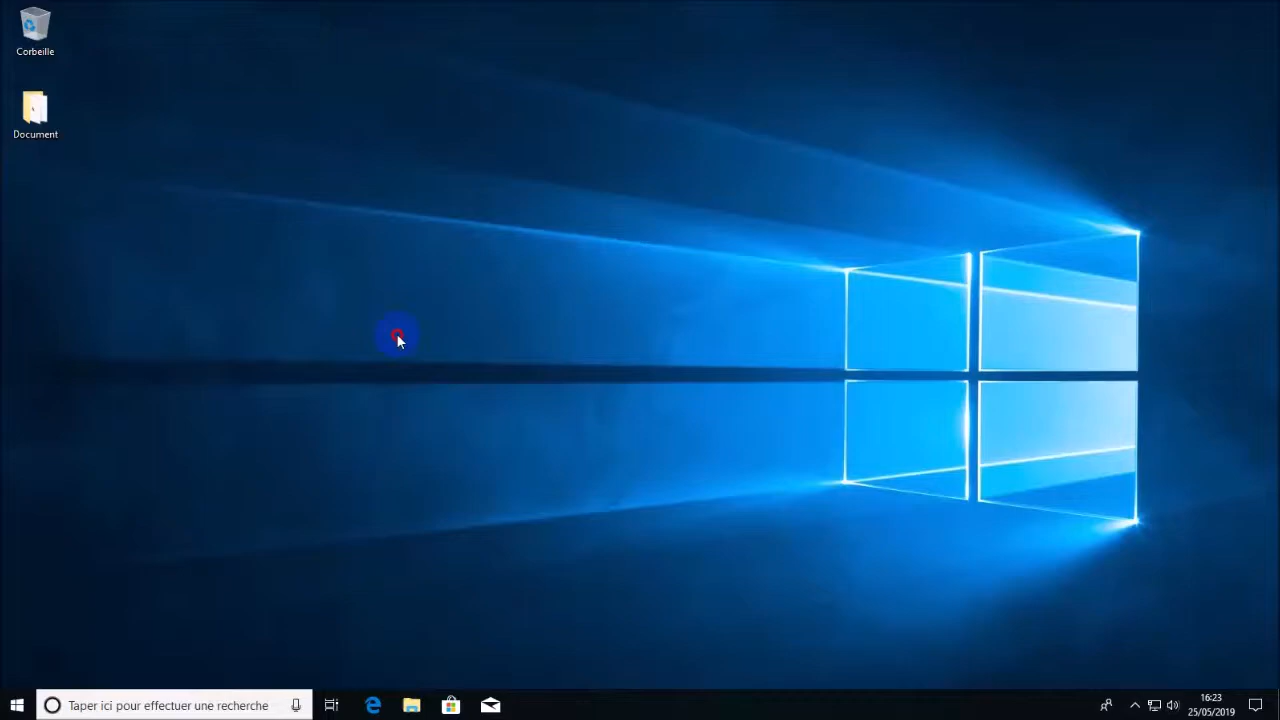 Corbeille
Document
Taper ici pour effectuer une recherche
16:23
25/05/2019